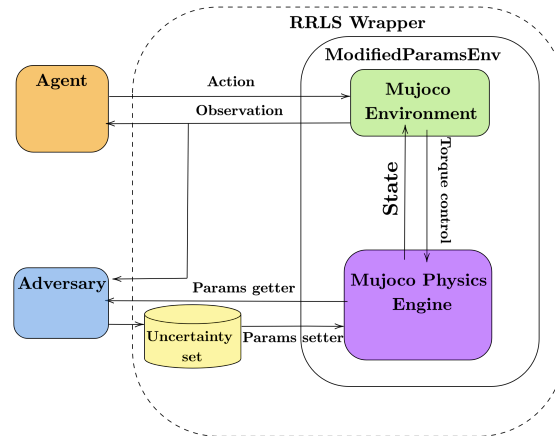 RRLS Wrapper
ModifiedParamsEnv
Agent
Action
Mujoco
Environment
Observation
State
Torque control
Adversary
Params getter
Mujoco Physics
Engine
Uncertainty
set
Params setter